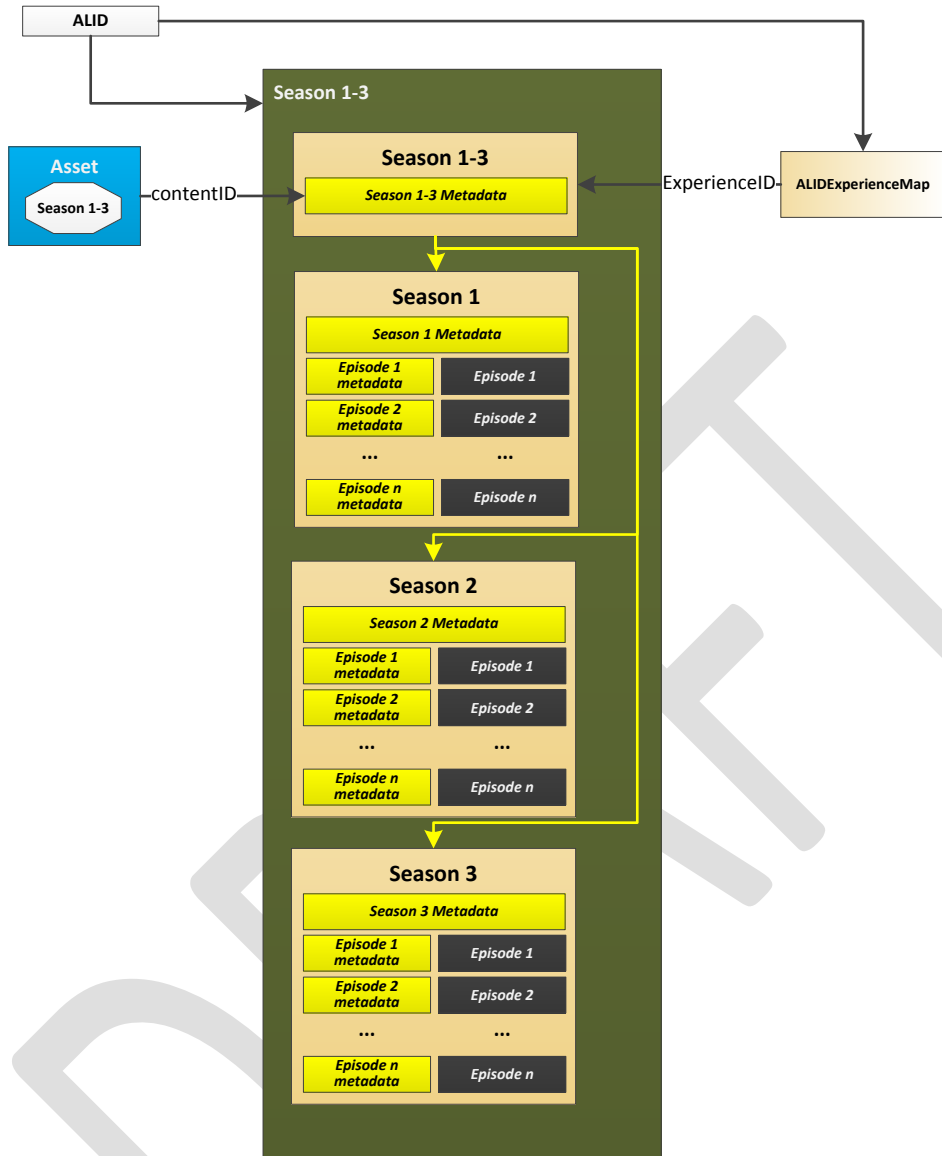 ALID
Season 1-3
Season 1-3
Season 1-3 Metadata
Asset
Season 1-3
contentID
ExperienceID
ALIDExperienceMap
Season 1
Season 1 Metadata
Episode 1
metadata
Episode 1
Episode 2
metadata
Episode 2
...
...
Episode n
metadata
Episode n
Season 2
Season 2 Metadata
Episode 1
metadata
Episode 1
Episode 2
metadata
Episode 2
...
...
Episode n
metadata
Episode n
Season 3
Season 3 Metadata
Episode 1
metadata
Episode 1
Episode 2
metadata
Episode 2
...
...
Episode n
metadata
Episode n
DRAFT